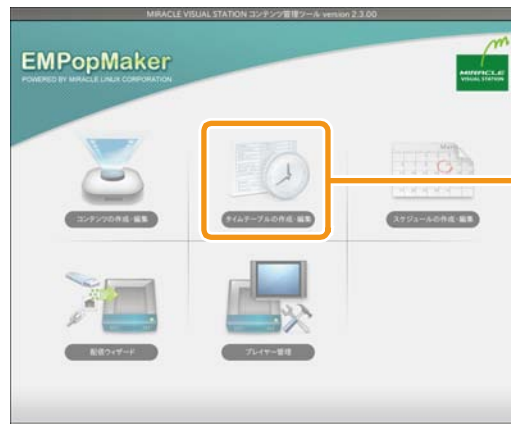 MIRACLE VISUAL STATION コンテンツ管理ツール version 2.3.00
EMPopMaker
POWERED BY MIRACLE LINUX CORPORATION
MIRACLE
VISUAL STATION
コンテンツの作成・編集
タイムテーブルの作成・編集
スケジュールの作成・編集
配信ウィザード
プレイヤー管理